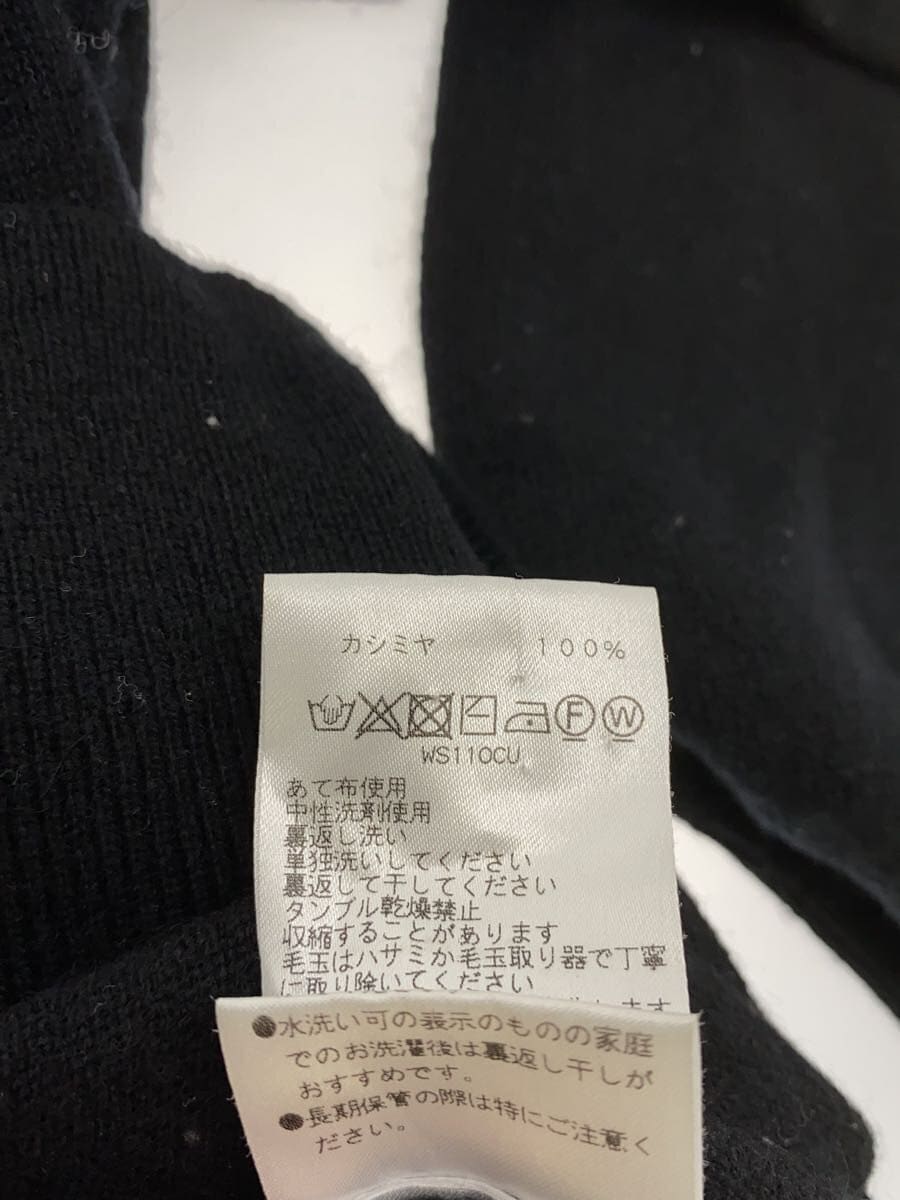 カシミヤ 100%
F W
WS110CU
あて布使用
中性洗剤使用
裏返し洗い
単独洗いしてください
裏返して干してください
タンブル乾燥禁止
収縮することがあります
毛玉はハサミか毛玉取り器で丁寧
に取り除いてください
●水洗い可の表示のものの家庭
でのお洗濯後は裏返し干しが
おすすめです。
●長期保管の際は特にご注意く
ださい。